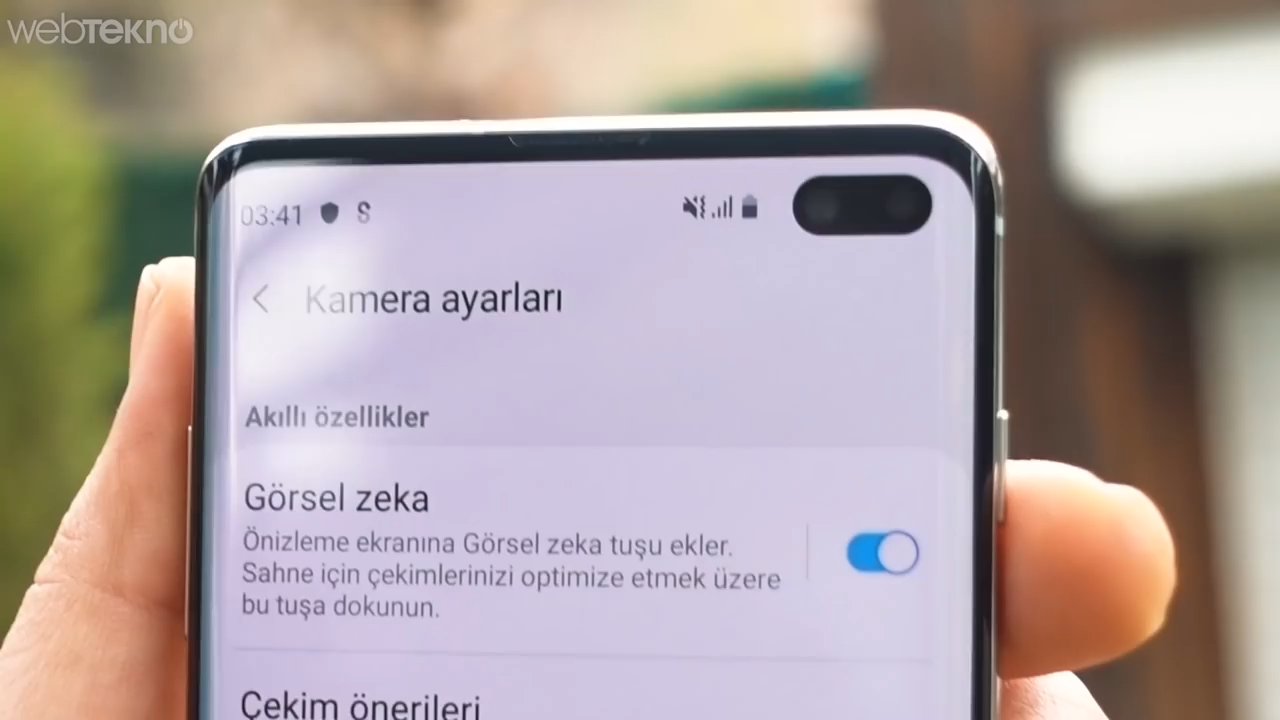 webTEKNO
03:41
Kamera ayarları
Akıllı özellikler
Görsel zeka
Önizleme ekranına Görsel zeka tuşu ekler.
Sahne için çekimlerinizi optimize etmek üzere
bu tuşa dokunun.
Çekim önerileri